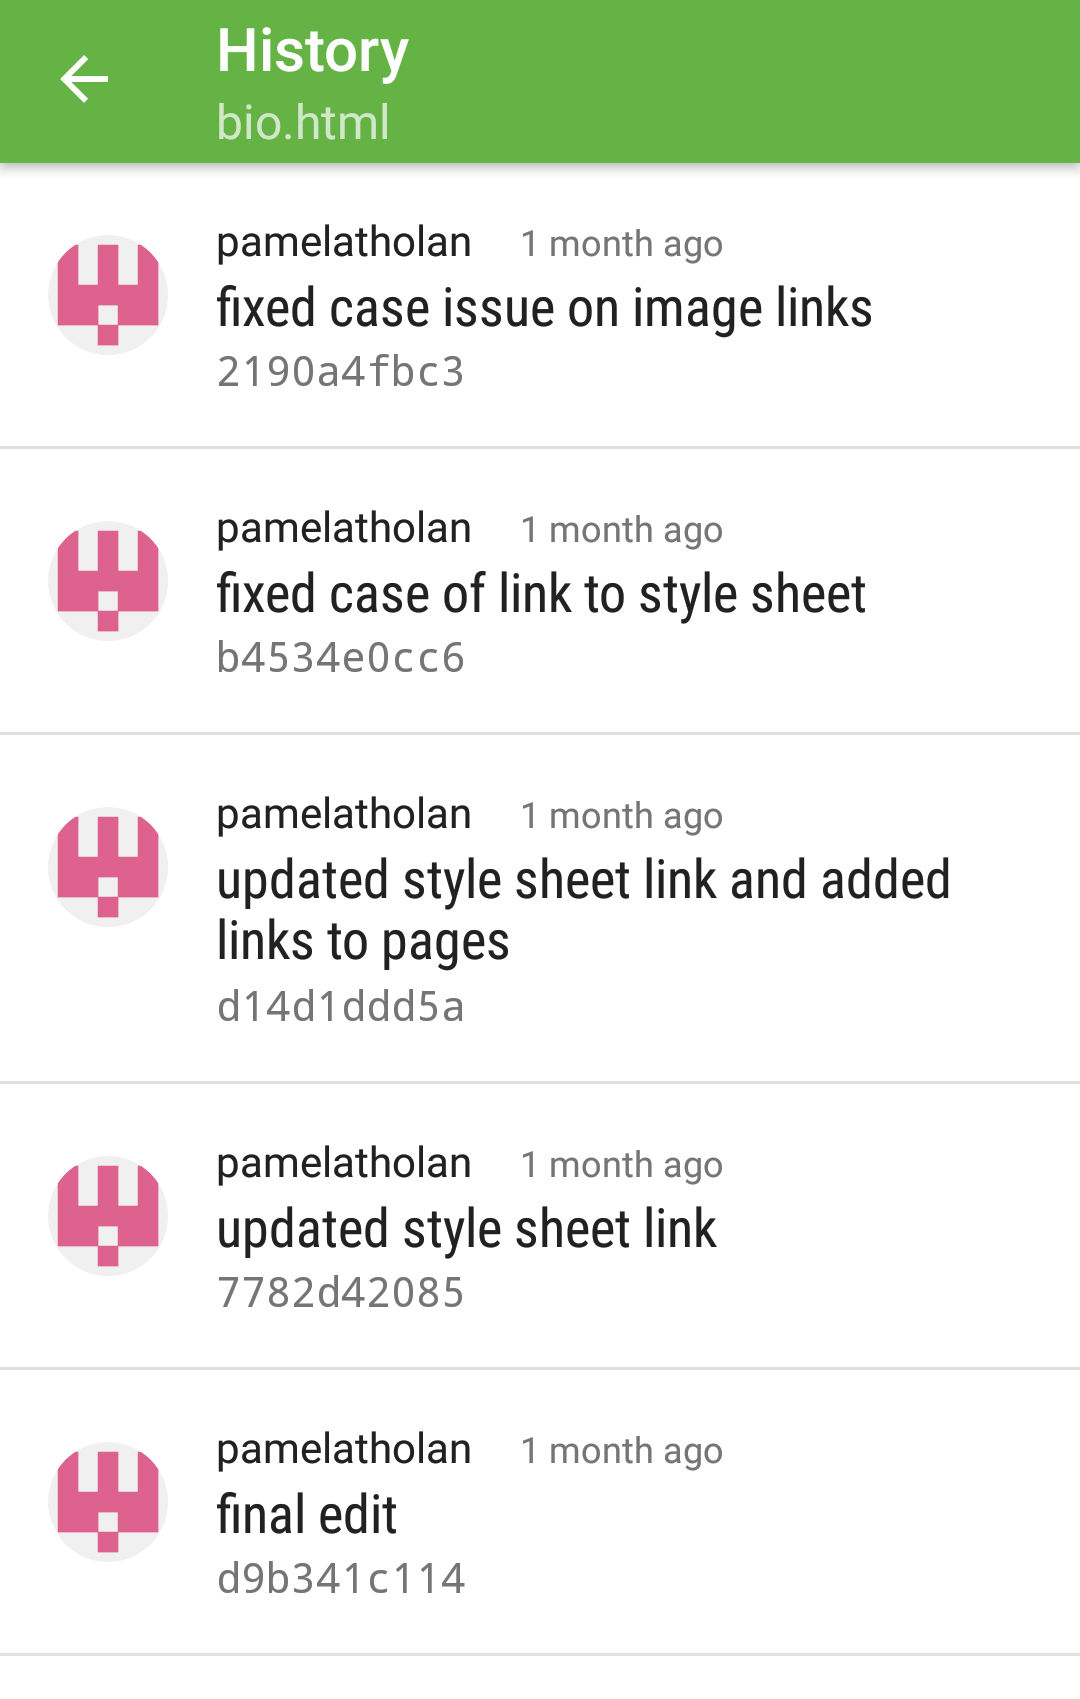 History
bio.html
pamelatholan 1 month ago
fixed case issue on image links
2190a4fbc3
pamelatholan 1 month ago
fixed case of link to style sheet
b4534e0cc6
pamelatholan 1 month ago
updated style sheet link and added
links to pages
d14d1ddd5a
pamelatholan 1 month ago
updated style sheet link
7782d42085
pamelatholan 1 month ago
final edit
d9b341c114